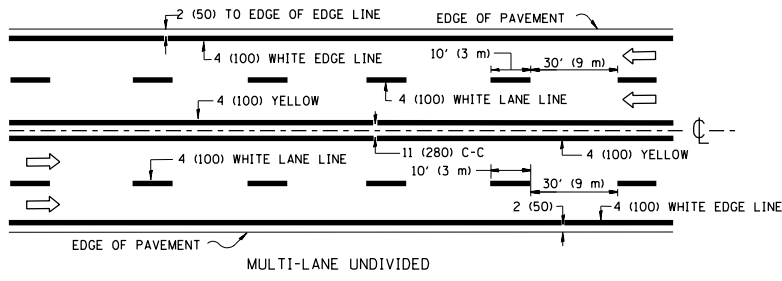 2 (50) TO EDGE OF EDGE LINE
EDGE OF PAVEMENT
4 (100) WHITE EDGE LINE
10' (3 m)
30' (9 m)
4 (100) YELLOW
4 (100) WHITE LANE LINE
CL
4 (100) WHITE LANE LINE
11 (280) C-C
4 (100) YELLOW
10' (3 m)
30' (9 m)
2 (50)
4 (100) WHITE EDGE LINE
EDGE OF PAVEMENT
MULTI-LANE UNDIVIDED